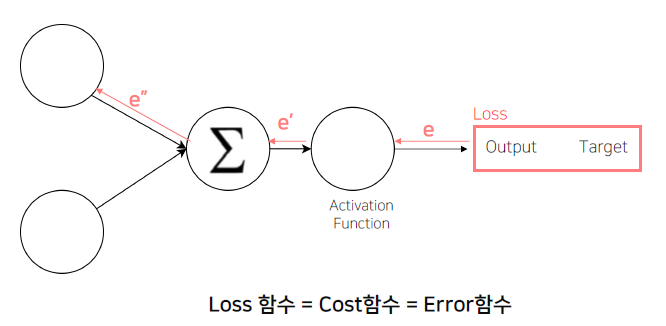 e″
e′
e
Loss
Output Target
Σ
Activation
Function
Loss 함수 = Cost함수 = Error함수